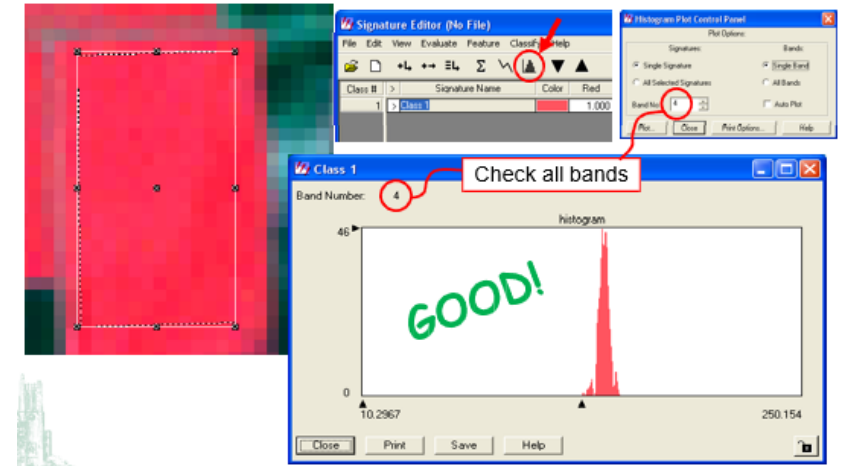 Signature Editor (No File)
File Edit View Evaluate Feature Classify Help
Class # > Signature Name Color Red
1 > Class 1 1.000
Histogram Plot Control Panel
Plot Options:
Signatures: Bands:
Single Signature Single Band
All Selected Signatures All Bands
Band No: 4 Auto Plot
Plot... Close Print Options... Help
Check all bands
Class 1
Band Number: 4
histogram
46
GOOD!
0
10.2967 250.154
Close Print Save Help